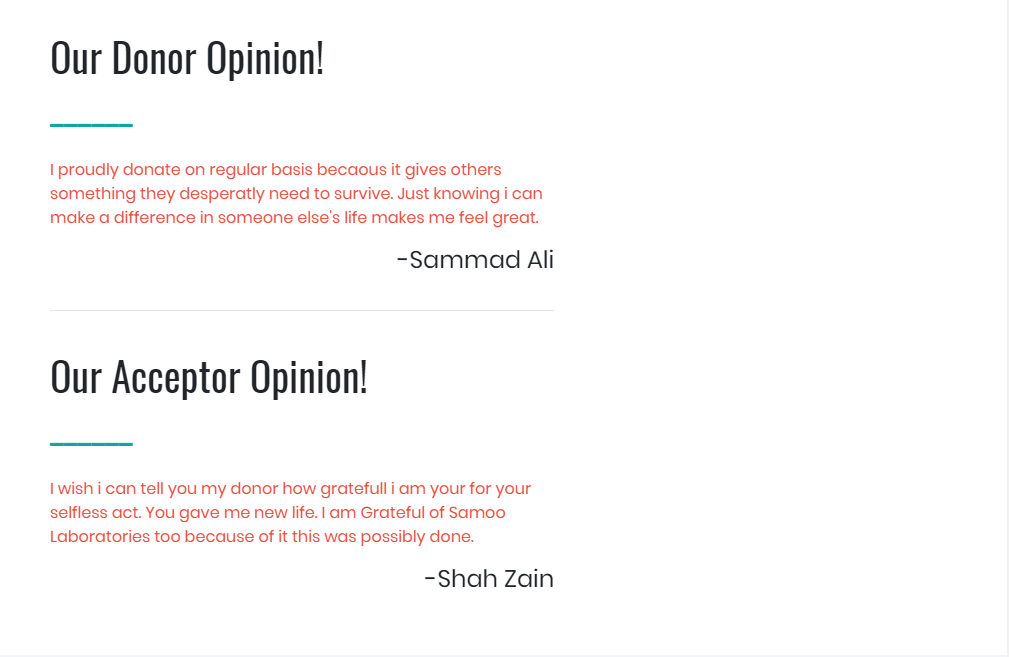 Our Donor Opinion!
I proudly donate on regular basis becaous it gives others
something they desperatly need to survive. Just knowing i can
make a difference in someone else's life makes me feel great.
-Sammad Ali
Our Acceptor Opinion!
I wish i can tell you my donor how gratefull i am your for your
selfless act. You gave me new life. I am Grateful of Samoo
Laboratories too because of it this was possibly done.
-Shah Zain